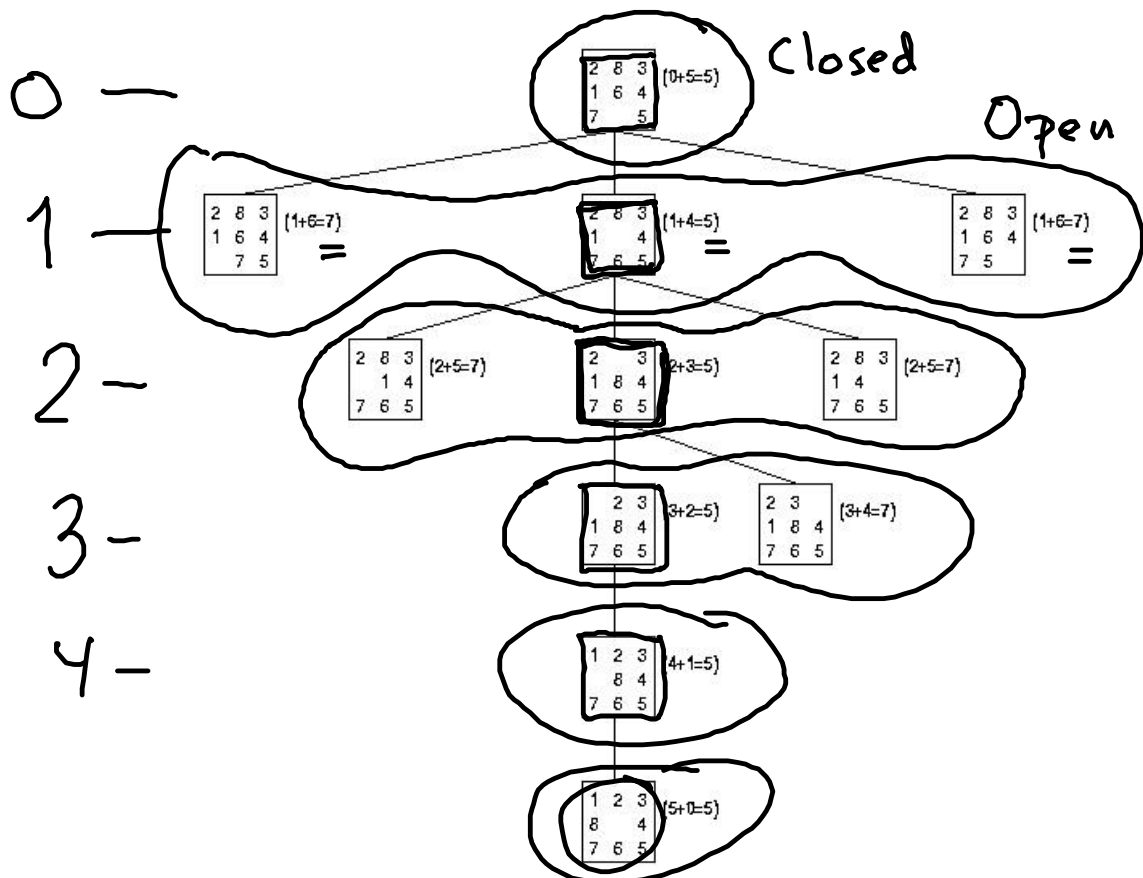 Closed
0 —
2 8 3 (0+5=5)
1 6 4
7 5
Open
1 —
2 8 3 (1+6=7) =
1 6 4
7 5
2 8 3 (1+4=5) =
1 4
7 6 5
2 8 3 (1+6=7) =
1 6 4
7 5
2 -
2 8 3 (2+5=7)
1 4
7 6 5
2 3 (2+3=5)
1 8 4
7 6 5
2 8 3 (2+5=7)
1 4
7 6 5
3 -
2 3 (3+2=5)
1 8 4
7 6 5
2 3 (3+4=7)
1 8 4
7 6 5
4 -
1 2 3 (4+1=5)
8 4
7 6 5
1 2 3 (5+0=5)
8 4
7 6 5